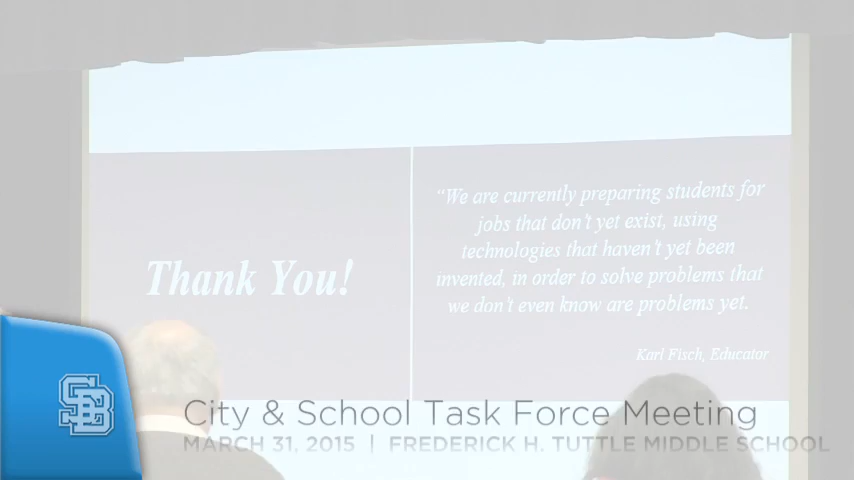 "We are currently preparing students for
jobs that don't yet exist, using
technologies that haven't yet been
invented, in order to solve problems that
we don't even know are problems yet.
Karl Fisch, Educator
Thank You!
SB
City & School Task Force Meeting
MARCH 31, 2015 | FREDERICK H. TUTTLE MIDDLE SCHOOL